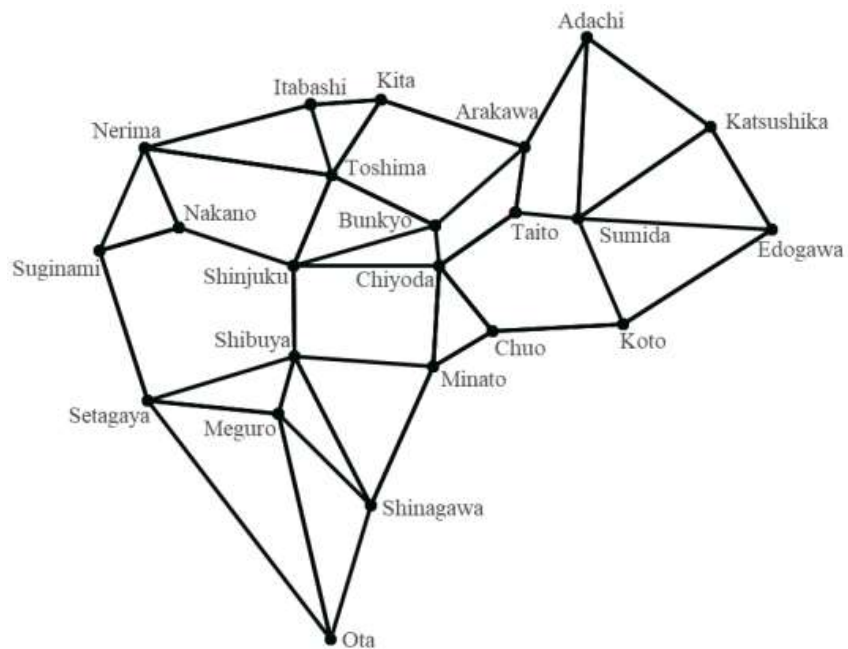 Adachi
Itabashi
Kita
Arakawa
Katsushika
Nerima
Toshima
Nakano
Bunkyo
Taito
Sumida
Edogawa
Suginami
Shinjuku
Chiyoda
Shibuya
Chuo
Koto
Minato
Setagaya
Meguro
Shinagawa
Ota